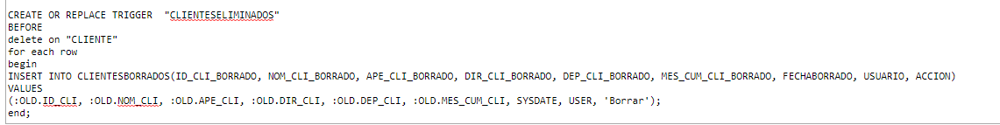 CREATE OR REPLACE TRIGGER  "CLIENTESELIMINADOS"
BEFORE
delete on "CLIENTE"
for each row
begin
INSERT INTO CLIENTESBORRADOS(ID_CLI_BORRADO, NOM_CLI_BORRADO, APE_CLI_BORRADO, DIR_CLI_BORRADO, DEP_CLI_BORRADO, MES_CUM_CLI_BORRADO, FECHABORRADO, USUARIO, ACCION)
VALUES
(:OLD.ID_CLI, :OLD.NOM_CLI, :OLD.APE_CLI, :OLD.DIR_CLI, :OLD.DEP_CLI, :OLD.MES_CUM_CLI, SYSDATE, USER, 'Borrar');
end;